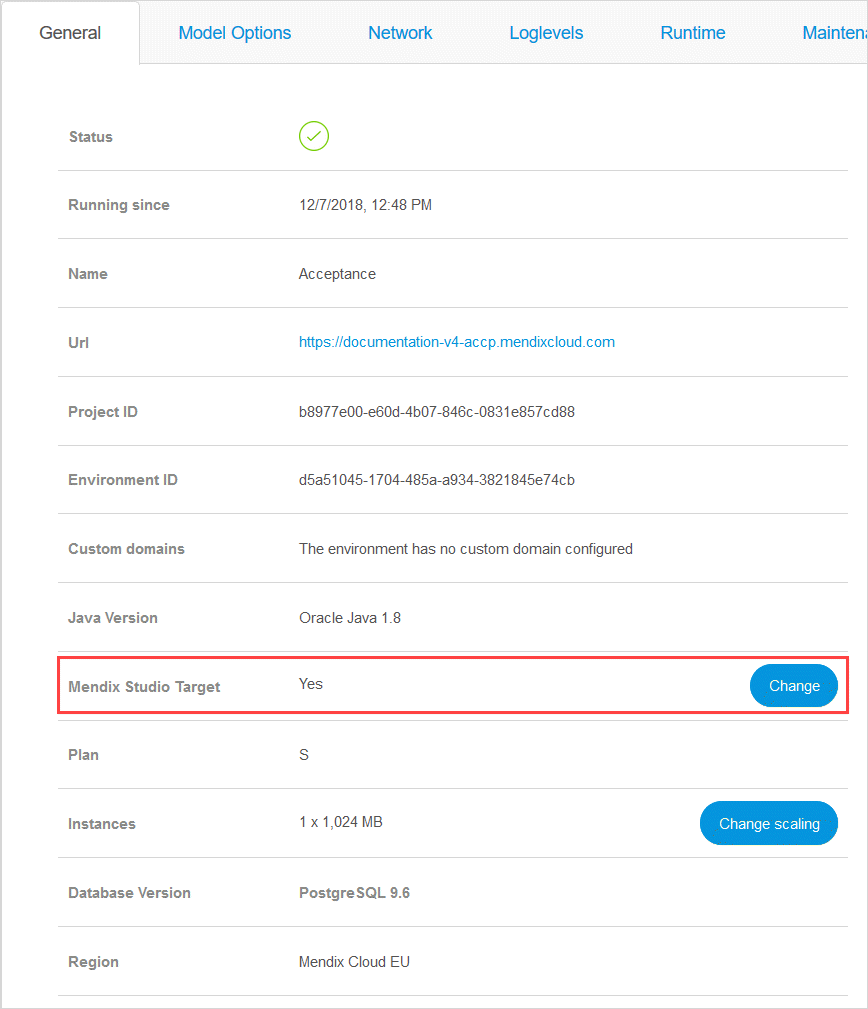 General Model Options Network Loglevels Runtime Maintena
Status
Running since 12/7/2018, 12:48 PM
Name Acceptance
Url https://documentation-v4-accp.mendixcloud.com
Project ID b8977e00-e60d-4b07-846c-0831e857cd88
Environment ID d5a51045-1704-485a-a934-3821845e74cb
Custom domains The environment has no custom domain configured
Java Version Oracle Java 1.8
Mendix Studio Target Yes Change
Plan S
Instances 1 x 1,024 MB Change scaling
Database Version PostgreSQL 9.6
Region Mendix Cloud EU